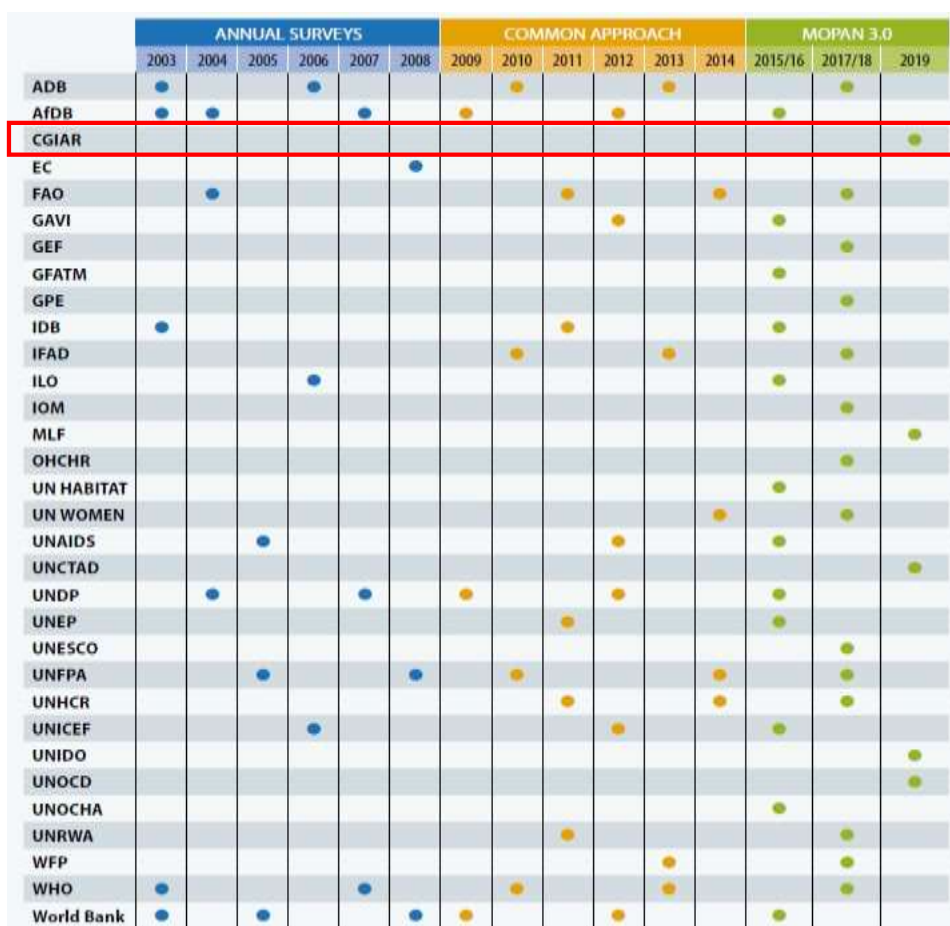 ANNUAL SURVEYS COMMON APPROACH MOPAN 3.0
2003 2004 2005 2006 2007 2008 2009 2010 2011 2012 2013 2014 2015/16 2017/18 2019
ADB
AfDB
CGIAR
EC
FAO
GAVI
GEF
GFATM
GPE
IDB
IFAD
ILO
IOM
MLF
OHCHR
UN HABITAT
UN WOMEN
UNAIDS
UNCTAD
UNDP
UNEP
UNESCO
UNFPA
UNHCR
UNICEF
UNIDO
UNOCD
UNOCHA
UNRWA
WFP
WHO
World Bank